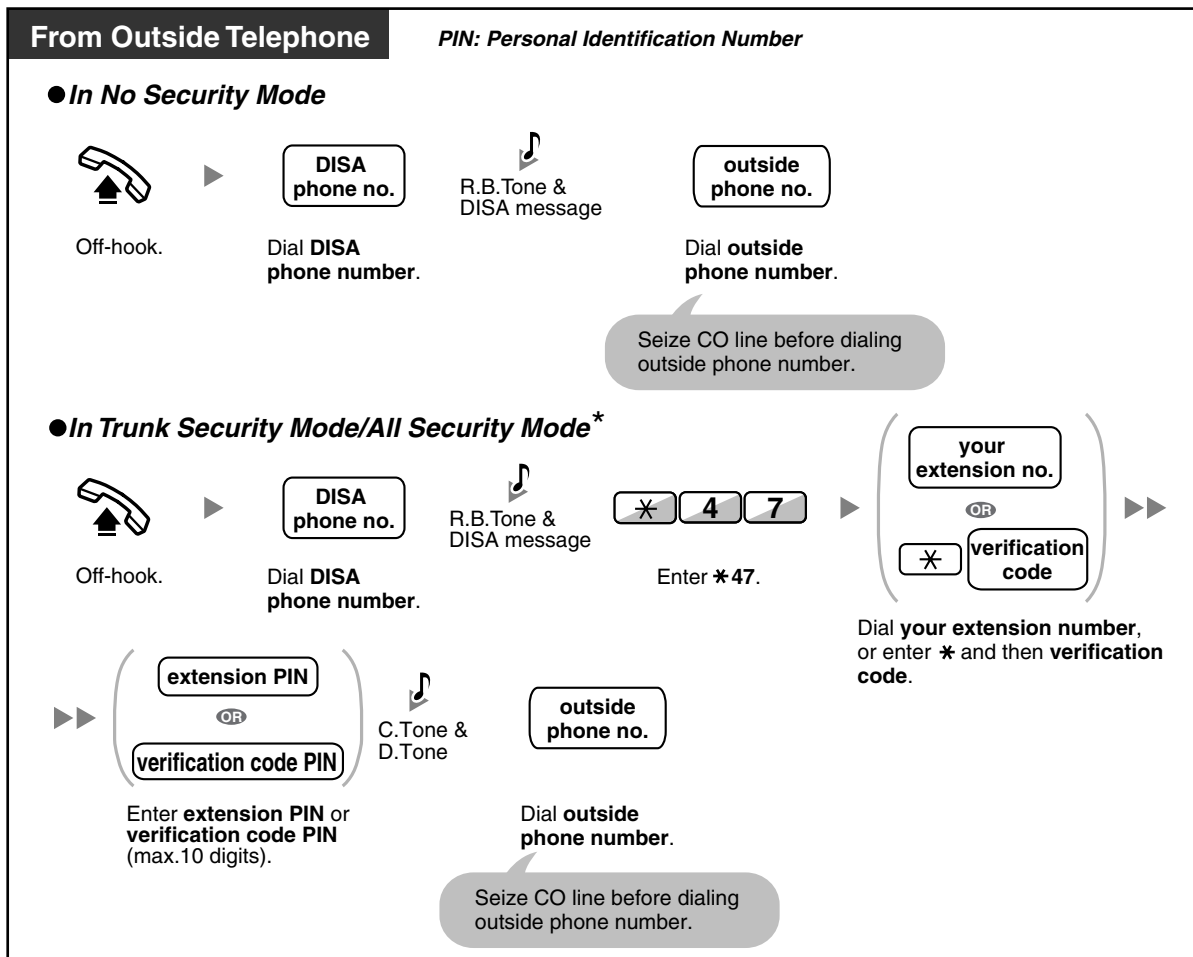 From Outside Telephone
PIN: Personal Identification Number
●In No Security Mode
DISA
phone no.
R.B.Tone &
DISA message
outside
phone no.
Off-hook.
Dial DISA
phone number.
Dial outside
phone number.
Seize CO line before dialing
outside phone number.
●In Trunk Security Mode/All Security Mode*
DISA
phone no.
R.B.Tone &
DISA message
* 4 7
your
extension no.
OR
* verification
code
Off-hook.
Dial DISA
phone number.
Enter *47.
Dial your extension number,
or enter * and then verification
code.
extension PIN
OR
verification code PIN
C.Tone &
D.Tone
outside
phone no.
Enter extension PIN or
verification code PIN
(max.10 digits).
Dial outside
phone number.
Seize CO line before dialing
outside phone number.